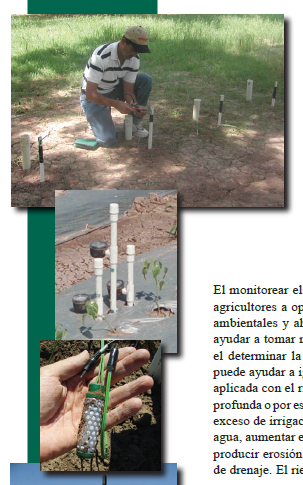 El monitorear el
agricultores a op
ambientales y ah
ayudar a tomar
el determinar la
puede ayudar a
aplicada con el
profunda o por es
exceso de irrigac
agua, aumentar e
producir erosión
de drenaje. El rie